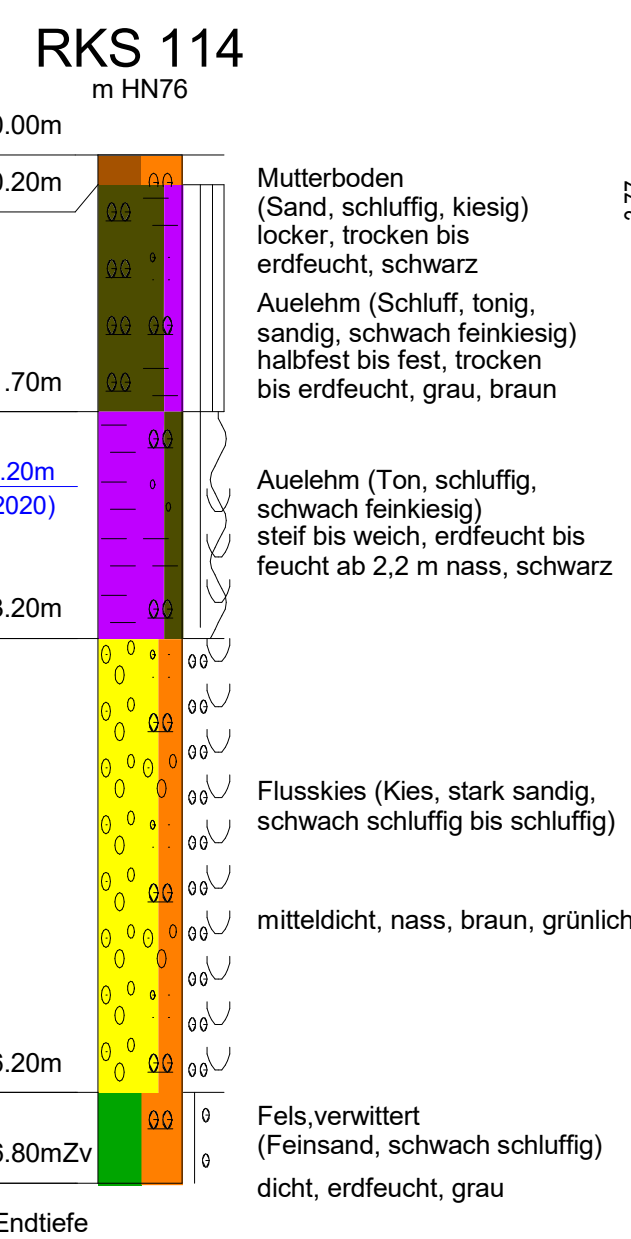 RKS 114
m HN76
.00m
.20m
Mutterboden
(Sand, schluffig, kiesig)
locker, trocken bis
erdfeucht, schwarz
Auelehm (Schluff, tonig,
sandig, schwach feinkiesig)
halbfest bis fest, trocken
bis erdfeucht, grau, braun
.70m
.20m
2020)
Auelehm (Ton, schluffig,
schwach feinkiesig)
steif bis weich, erdfeucht bis
feucht ab 2,2 m nass, schwarz
3.20m
Flusskies (Kies, stark sandig,
schwach schluffig bis schluffig)
mitteldicht, nass, braun, grünlich
6.20m
Fels,verwittert
(Feinsand, schwach schluffig)
6.80mZv
dicht, erdfeucht, grau
Endtiefe